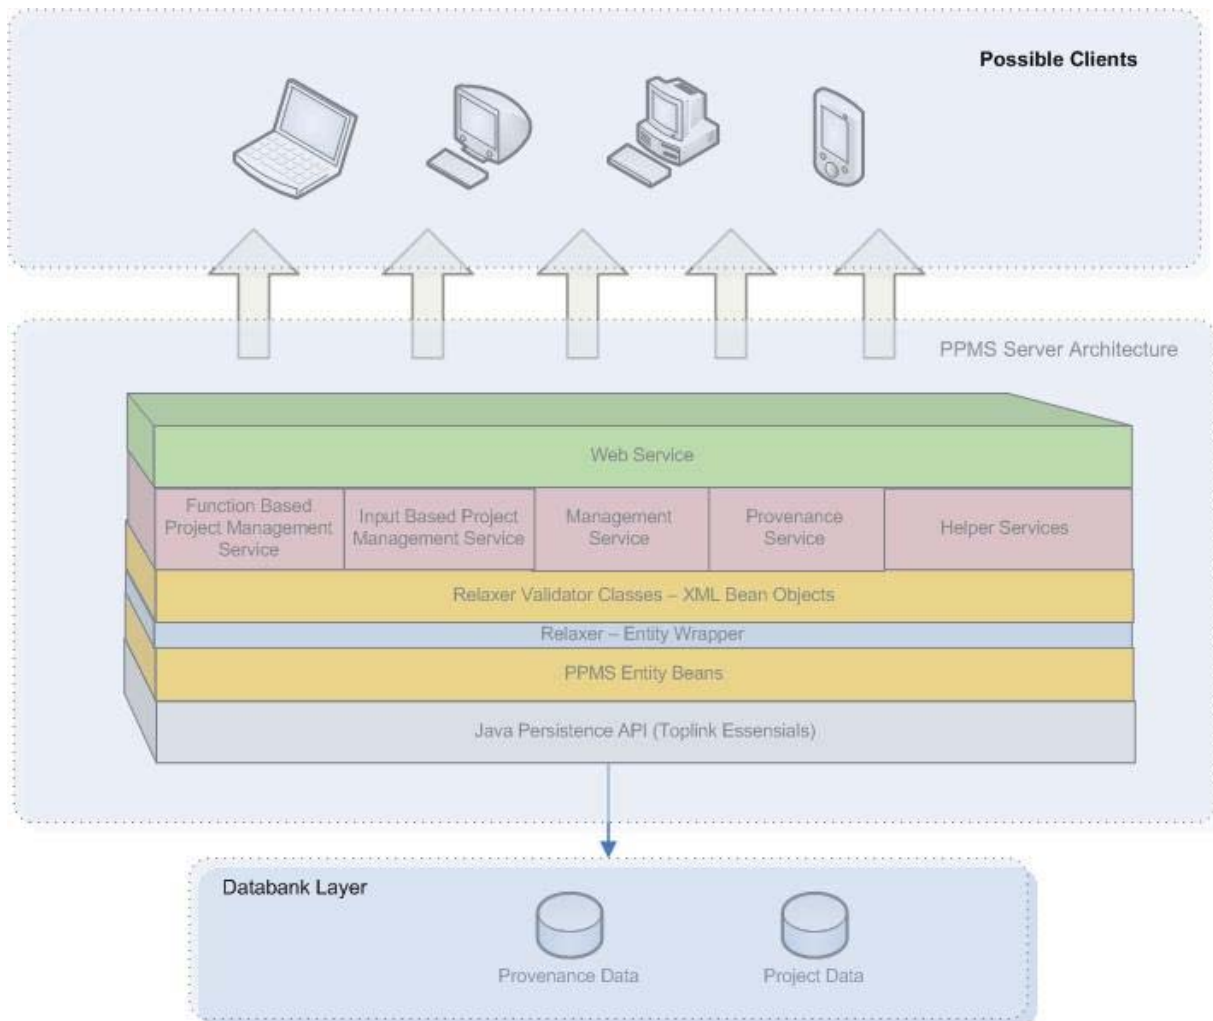 Possible Clients
PPMS Server Architecture
Web Service
Function Based
Project Management
Service
Input Based Project
Management Service
Management
Service
Provenance
Service
Helper Services
Relaxer Validator Classes – XML Bean Objects
Relaxer – Entity Wrapper
PPMS Entity Beans
Java Persistence API (Toplink Essensials)
Databank Layer
Provenance Data
Project Data